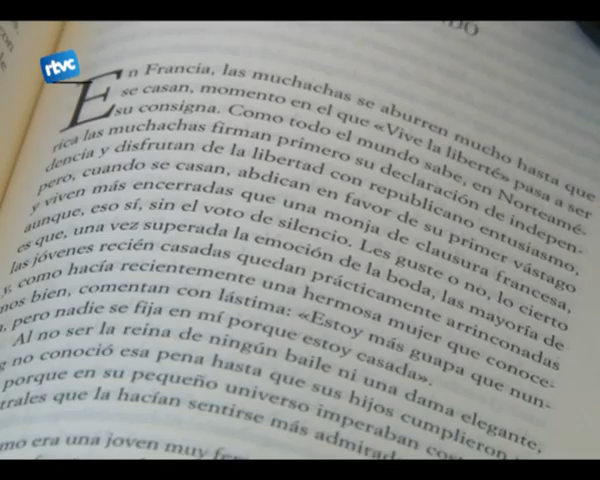 rtvc
En Francia, las muchachas se aburren mucho hasta que
se casan, momento en el que «Vive la liberté» pasa a ser
su consigna. Como todo el mundo sabe, en Norteamé-
rica las muchachas firman primero su declaración de indepen-
dencia y disfrutan de la libertad con republicano entusiasmo,
pero, cuando se casan, abdican en favor de su primer vástago
y viven más encerradas que una monja de clausura francesa,
aunque, eso sí, sin el voto de silencio. Les guste o no, lo cierto
es que, una vez superada la emoción de la boda, las mayoría de
las jóvenes recién casadas quedan prácticamente arrinconadas
y, como hacía recientemente una hermosa mujer que conoce-
mos bien, comentan con lástima: «Estoy más guapa que nun-
, pero nadie se fija en mí porque estoy casada».
Al no ser la reina de ningún baile ni una dama elegante,
no conoció esa pena hasta que sus hijos cumplieron
porque en su pequeño universo imperaban
trales que la hacían sentirse más
era una joven muy